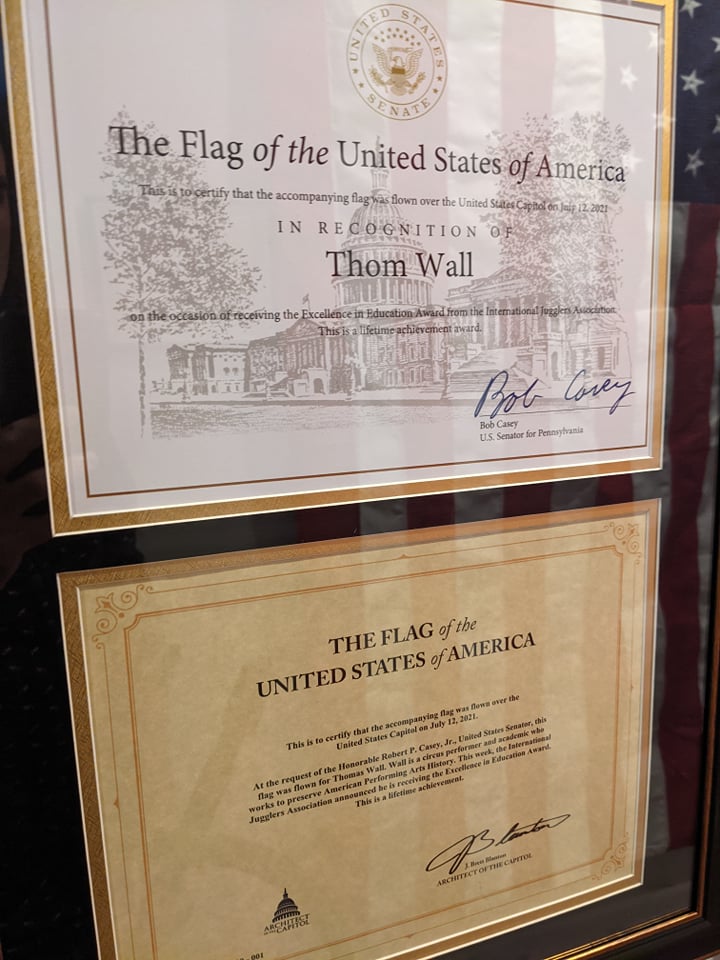 UNITED STATES
SENATE
The Flag of the United States of America
This is to certify that the accompanying flag was flown over the United States Capitol on July 12, 2021
IN RECOGNITION OF
Thom Wall
on the occasion of receiving the Excellence in Education Award from the International Jugglers Association.
This is a lifetime achievement award.
Bob Casey
Bob Casey
U.S. Senator for Pennsylvania
THE FLAG of the
UNITED STATES of AMERICA
This is to certify that the accompanying flag was flown over the
United States Capitol on July 12, 2021.
At the request of the Honorable Robert P. Casey, Jr., United States Senator, this
flag was flown for Thomas Wall. Wall is a circus performer and academic who
works to preserve American Performing Arts History. This week, the International
Jugglers Association announced he is receiving the Excellence in Education Award.
This is a lifetime achievement.
J. Brett Blanton
ARCHITECT OF THE CAPITOL
ARCHITECT
OF THE CAPITOL
- 001